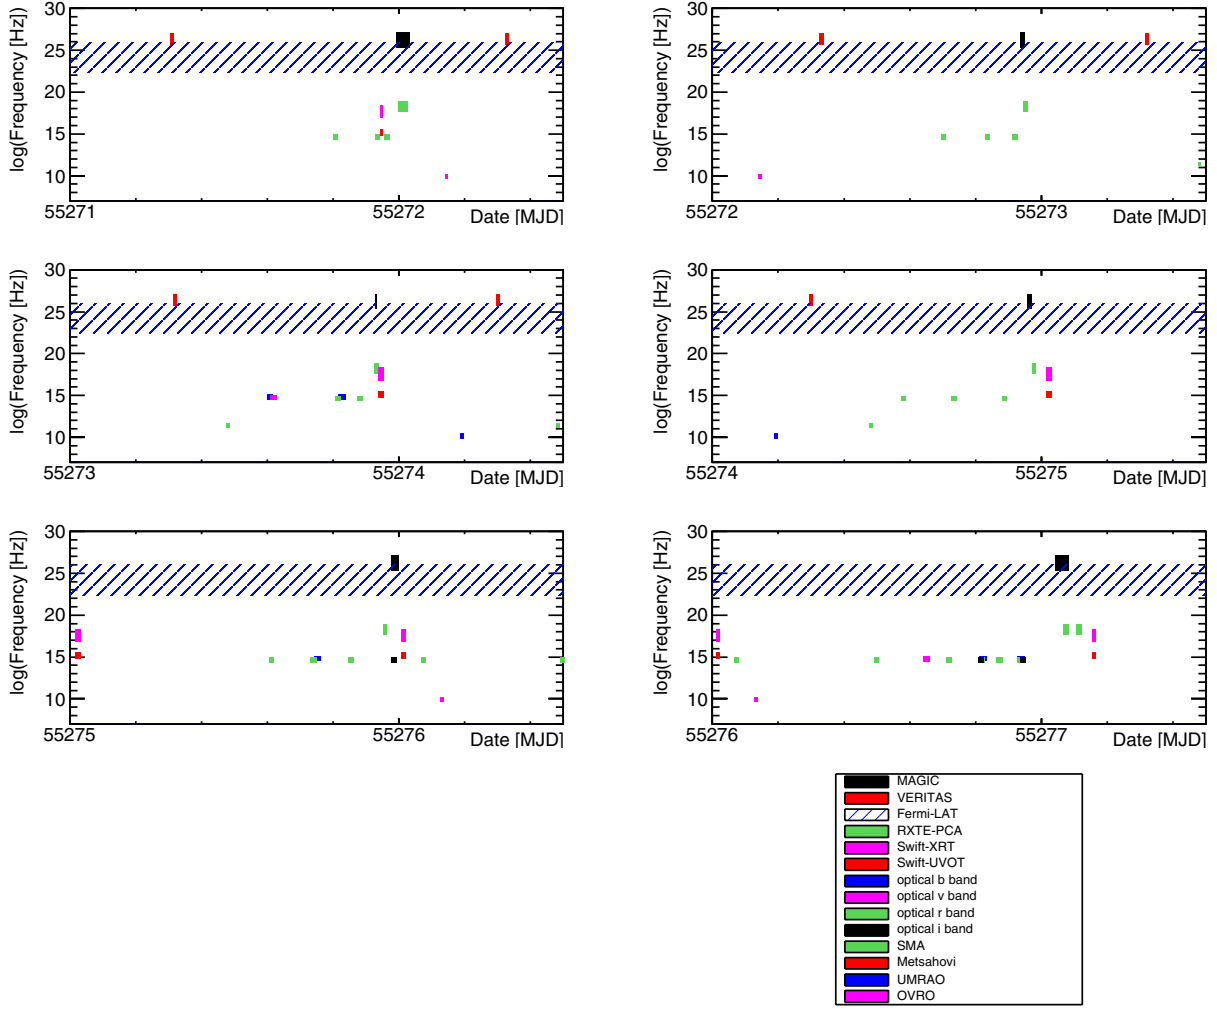 log(Frequency [Hz])
30
25
20
15
10
55271
55272
Date [MJD]
log(Frequency [Hz])
30
25
20
15
10
55272
55273
Date [MJD]
log(Frequency [Hz])
30
25
20
15
10
55273
55274
Date [MJD]
log(Frequency [Hz])
30
25
20
15
10
55274
55275
Date [MJD]
log(Frequency [Hz])
30
25
20
15
10
55275
55276
Date [MJD]
log(Frequency [Hz])
30
25
20
15
10
55276
55277
Date [MJD]
MAGIC
VERITAS
Fermi-LAT
RXTE-PCA
Swift-XRT
Swift-UVOT
optical b band
optical v band
optical r band
optical i band
SMA
Metsahovi
UMRAO
OVRO